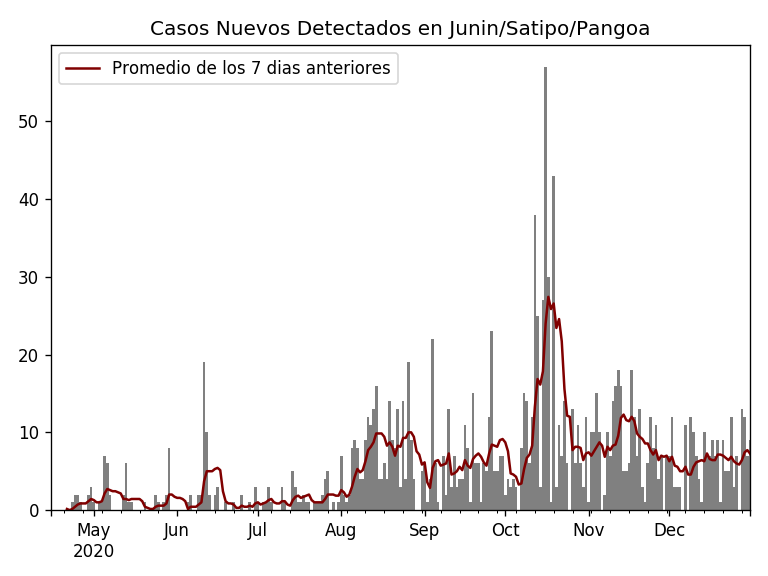 Casos Nuevos Detectados en Junin/Satipo/Pangoa
Promedio de los 7 dias anteriores
50
40
30
20
10
0
May Jun Jul Aug Sep Oct Nov Dec
2020